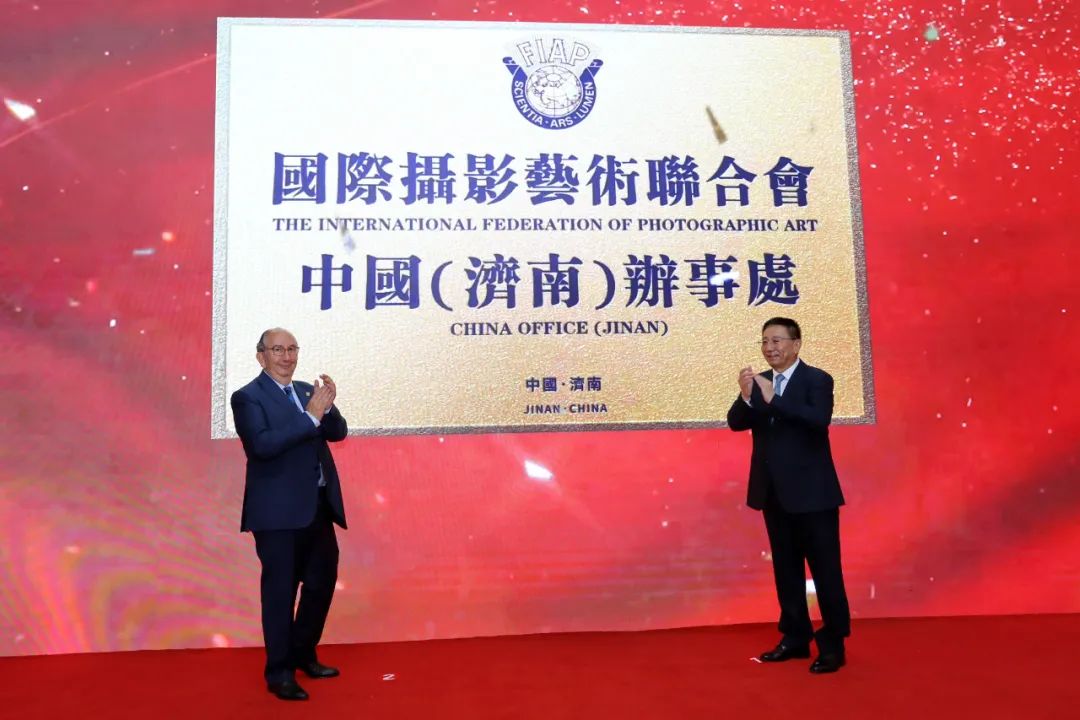 FIAP
SCIENTIA · ARS · LUMEN
國際攝影藝術聯合會
THE INTERNATIONAL FEDERATION OF PHOTOGRAPHIC ART
中國(濟南)辦事處
CHINA OFFICE (JINAN)
中國·濟南
JINAN·CHINA